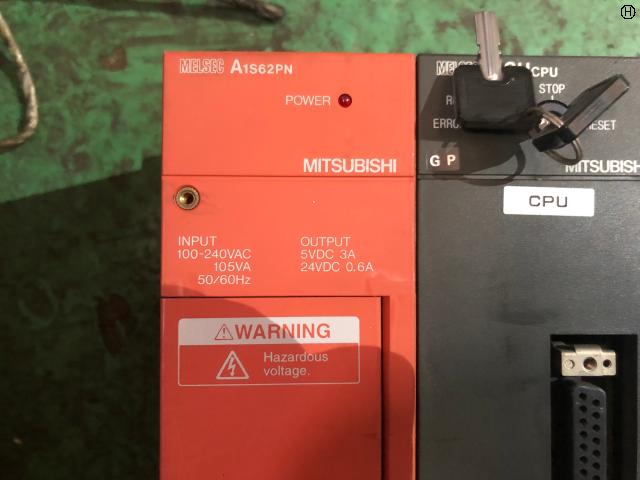 MELSEC A1S62PN
POWER
MITSUBISHI
INPUT
100-240VAC
105VA
50/60Hz
OUTPUT
5VDC 3A
24VDC 0.6A
⚠WARNING
Hazardous
voltage.
CPU
STOP
ERROR
RESET
G P
MITSUBISHI
CPU
H